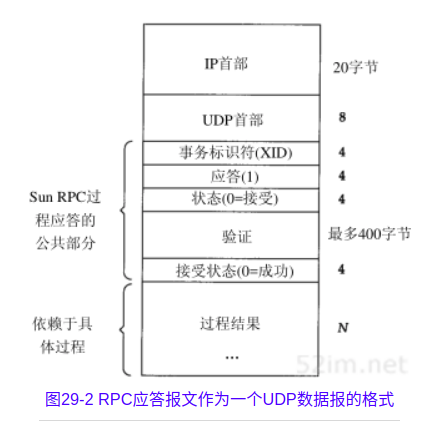 IP首部
20字节
UDP首部
8
事务标识符(XID)
4
应答(1)
4
状态(0=接受)
4
Sun RPC过
程应答的
公共部分
验证
最多400字节
接受状态(0=成功)
4
依赖于具
体过程
过程结果
N
...
52im.net
图29-2 RPC应答报文作为一个UDP数据报的格式